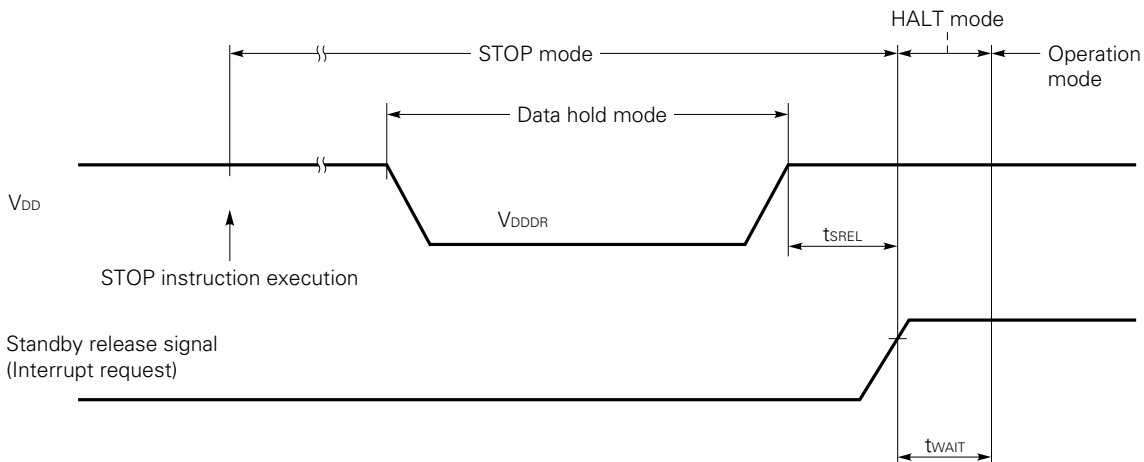 HALT mode
STOP mode
Operation
mode
Data hold mode
VDD
VDDDR
tSREL
STOP instruction execution
Standby release signal
(Interrupt request)
tWAIT